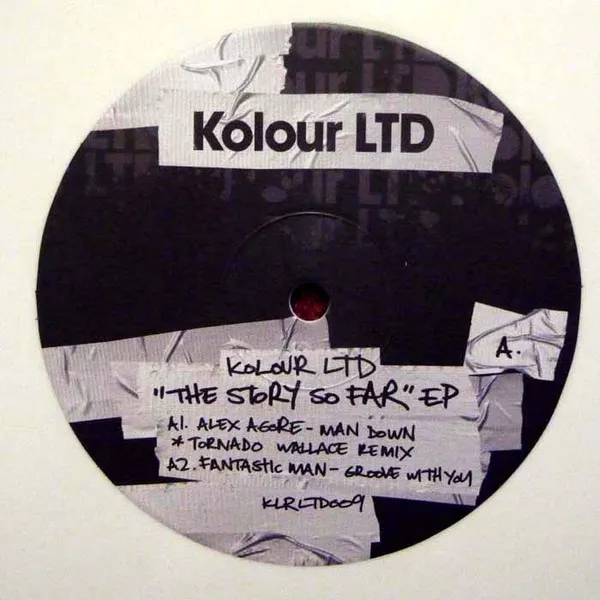 Kolour LTD
A.
KOLOUR LTD
"THE STORY SO FAR" EP
A1. ALEX AGORE - MAN DOWN
* TORNADO WALLACE REMIX
A2. FANTASTIC MAN - GROOVE WITH YOU
KLRLTD009